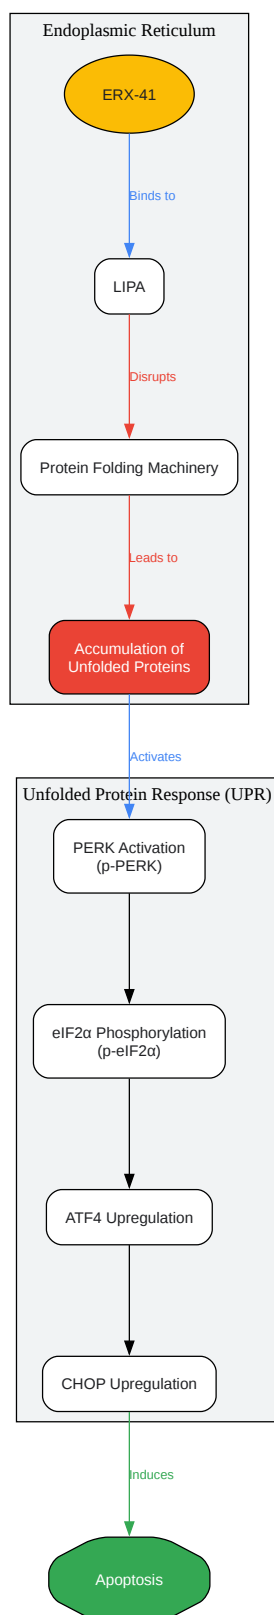 Endoplasmic Reticulum
ERX-41
Binds to
LIPA
Disrupts
Protein Folding Machinery
Leads to
Accumulation of
Unfolded Proteins
Activates
Unfolded Protein Response (UPR)
PERK Activation
(p-PERK)
eIF2α Phosphorylation
(p-eIF2α)
ATF4 Upregulation
CHOP Upregulation
Induces
Apoptosis